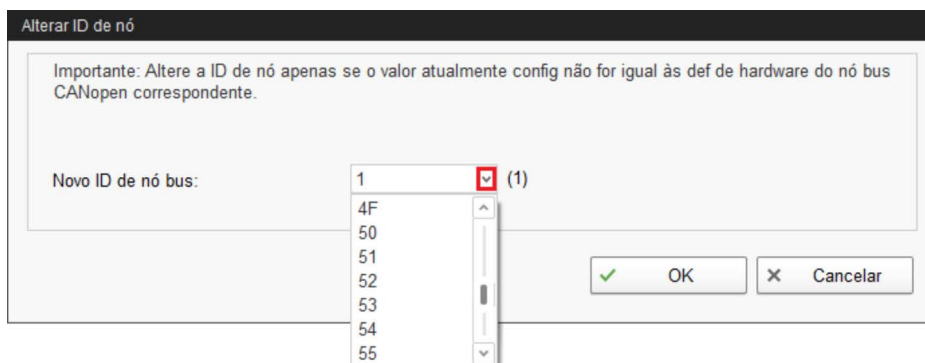 Alterar ID de nó
Importante: Altere a ID de nó apenas se o valor atualmente config não for igual às def de hardware do nó bus
CANopen correspondente.
Novo ID de nó bus: 1 (1)
4F
50
51
52
53
54
55
OK Cancelar